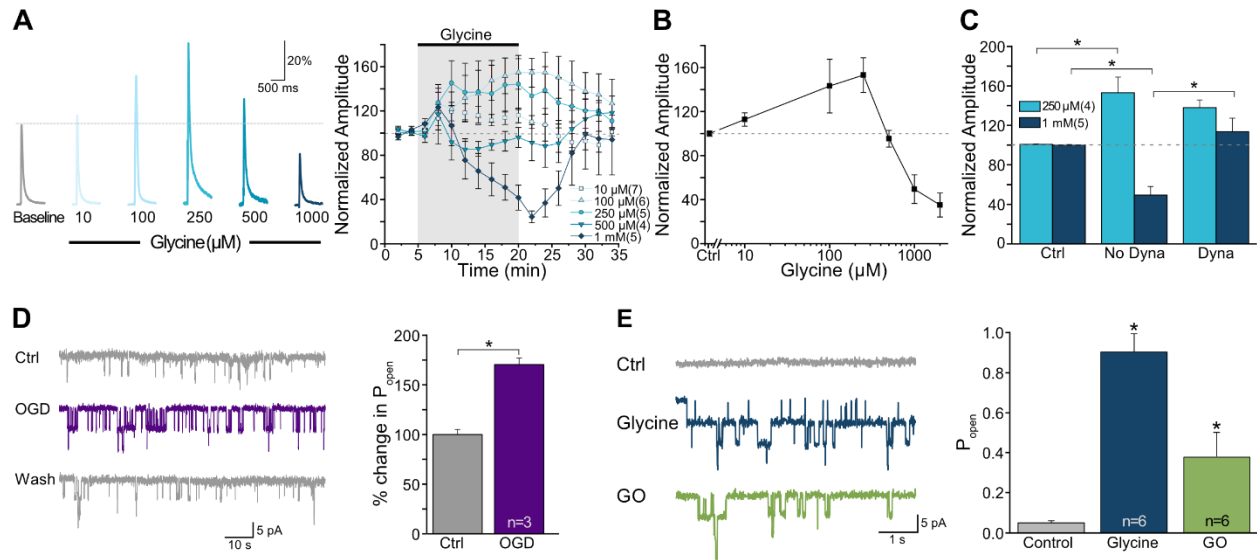 A
20%
500 ms
Baseline
10
100
250
500
1000
Glycine(µM)
Normalized Amplitude
160
120
80
40
0
Glycine
10 µM(7)
100 µM(6)
250 µM(5)
500 µM(4)
1 mM(5)
0
5
10
15
20
25
30
35
Time (min)
B
Normalized Amplitude
160
120
80
40
0
Ctrl
10
100
1000
Glycine (µM)
C
Normalized Amplitude
200
160
120
80
40
0
*
*
*
250 µM(4)
1 mM(5)
Ctrl
No Dyna
Dyna
D
Ctrl
OGD
Wash
10 s
5 pA
% change in Popen
200
150
100
50
0
*
n=3
Ctrl
OGD
E
Ctrl
Glycine
GO
1 s
5 pA
Popen
1.0
0.8
0.6
0.4
0.2
0.0
*
*
n=6
n=6
Control
Glycine
GO